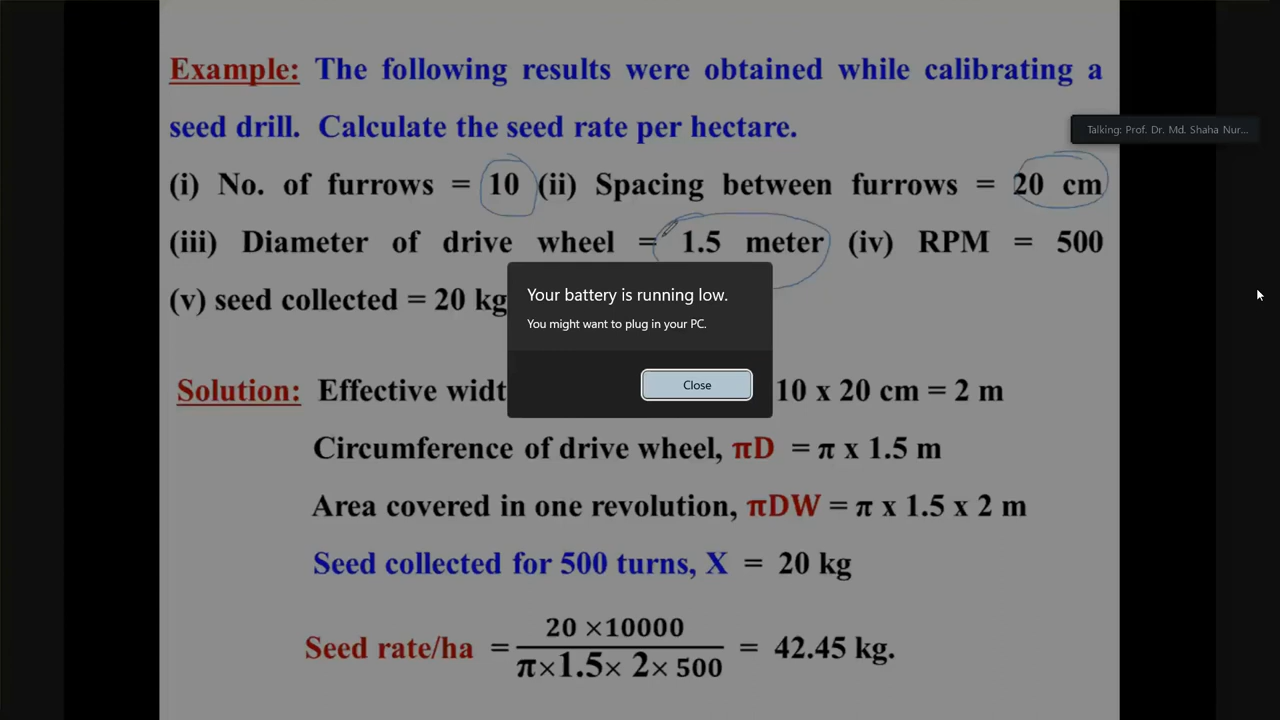 Example: The following results were obtained while calibrating a
seed drill. Calculate the seed rate per hectare.
Talking: Prof. Dr. Md. Shaha Nur...
(i) No. of furrows = 10 (ii) Spacing between furrows = 20 cm
(iii) Diameter of drive wheel = 1.5 meter (iv) RPM = 500
(v) seed collected = 20 kg
Your battery is running low.
You might want to plug in your PC.
Close
Solution: Effective 10 x 20 cm = 2 m
Circumference of drive wheel, πD = π x 1.5 m
Area covered in one revolution, πDW = π x 1.5 x 2 m
Seed collected for 500 turns, X = 20 kg
20 ×10000
Seed rate/ha = = 42.45 kg.
π×1.5× 2× 500